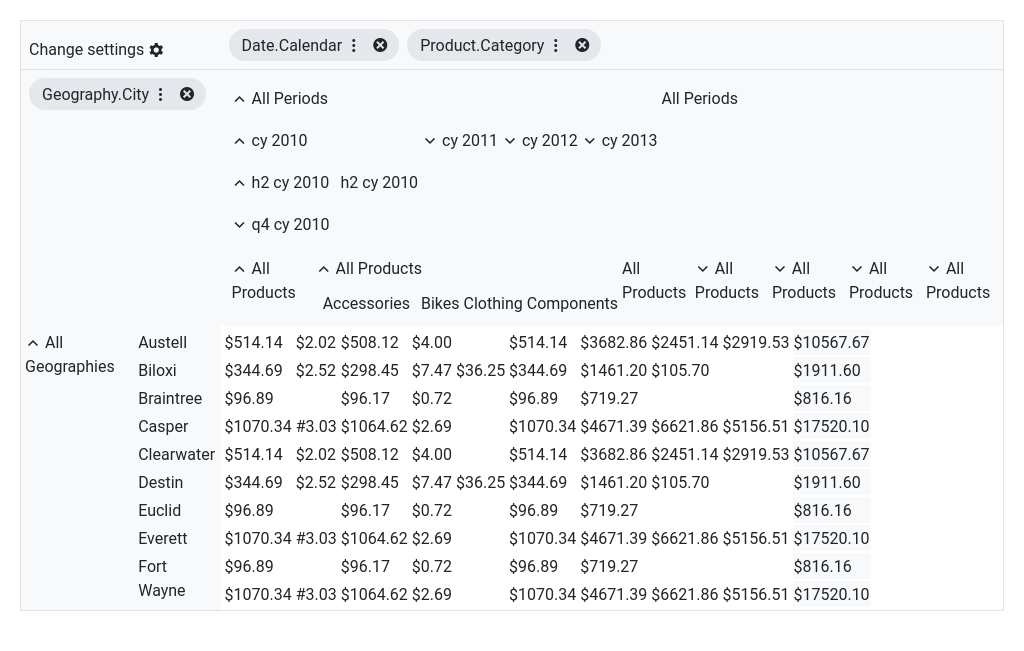 Change settings Date.Calendar Product.Category
Geography.City
All Periods All Periods
cy 2010 cy 2011 cy 2012 cy 2013
h2 cy 2010 h2 cy 2010
q4 cy 2010
All Products All Products All Products All Products All Products All Products All Products
Accessories Bikes Clothing Components
All Geographies
Austell $514.14 $2.02 $508.12 $4.00 $514.14 $3682.86 $2451.14 $2919.53 $10567.67
Biloxi $344.69 $2.52 $298.45 $7.47 $36.25 $344.69 $1461.20 $105.70 $1911.60
Braintree $96.89 $96.17 $0.72 $96.89 $719.27 $816.16
Casper $1070.34 #3.03 $1064.62 $2.69 $1070.34 $4671.39 $6621.86 $5156.51 $17520.10
Clearwater $514.14 $2.02 $508.12 $4.00 $514.14 $3682.86 $2451.14 $2919.53 $10567.67
Destin $344.69 $2.52 $298.45 $7.47 $36.25 $344.69 $1461.20 $105.70 $1911.60
Euclid $96.89 $96.17 $0.72 $96.89 $719.27 $816.16
Everett $1070.34 #3.03 $1064.62 $2.69 $1070.34 $4671.39 $6621.86 $5156.51 $17520.10
Fort $96.89 $96.17 $0.72 $96.89 $719.27 $816.16
Wayne $1070.34 #3.03 $1064.62 $2.69 $1070.34 $4671.39 $6621.86 $5156.51 $17520.10